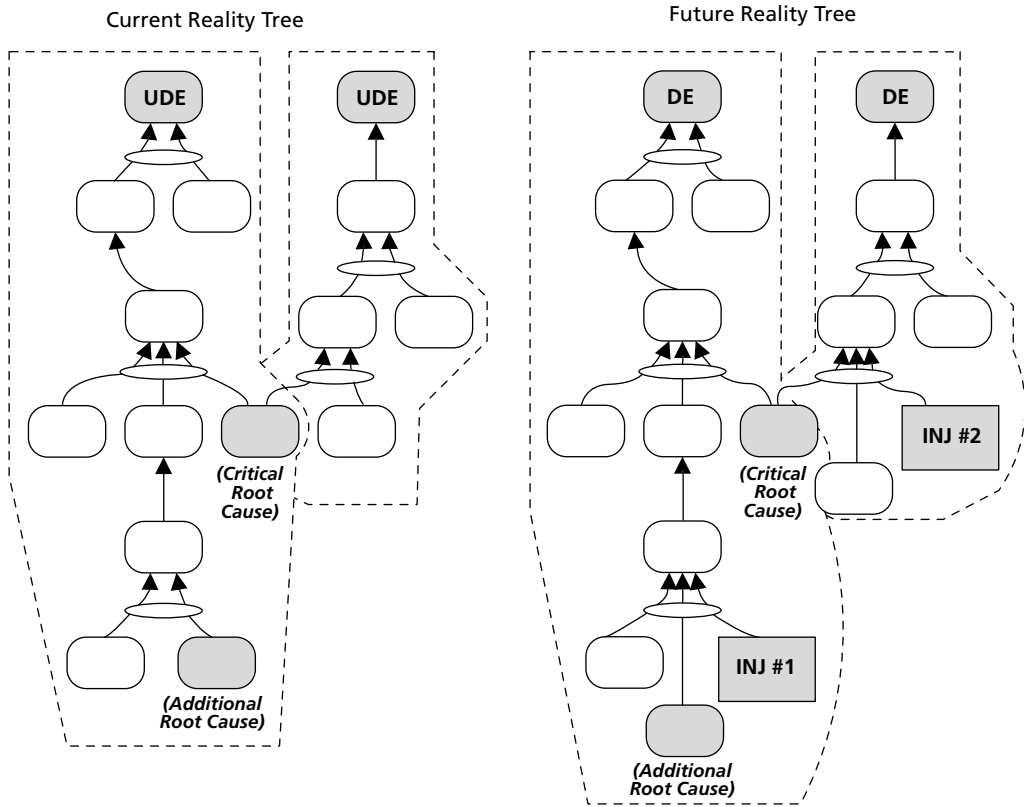 Current Reality Tree
UDE
UDE
(Critical
Root
Cause)
(Additional
Root Cause)
Future Reality Tree
DE
DE
INJ #2
(Critical
Root
Cause)
INJ #1
(Additional
Root Cause)